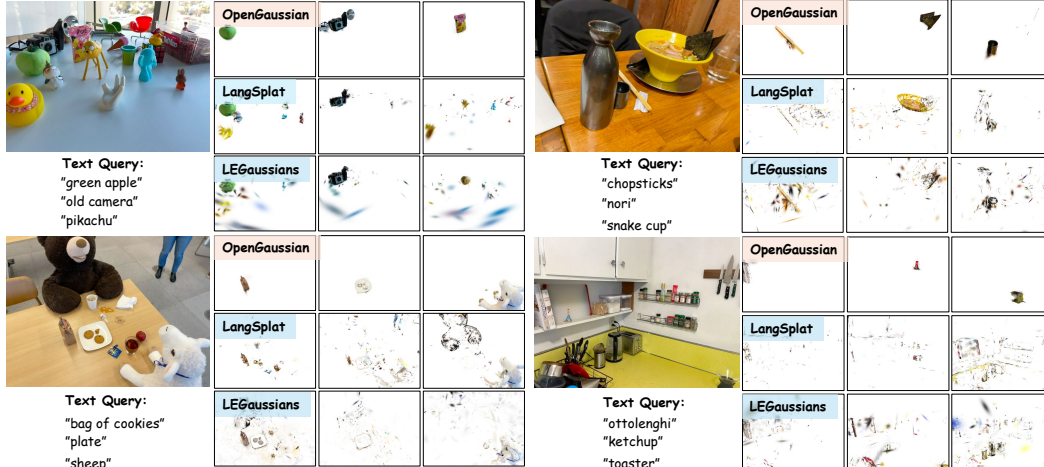 OpenGaussian
LangSplat
LEGaussians
Text Query:
"green apple"
"old camera"
"pikachu"
OpenGaussian
LangSplat
LEGaussians
Text Query:
"chopsticks"
"nori"
"snake cup"
OpenGaussian
LangSplat
LEGaussians
Text Query:
"bag of cookies"
"plate"
"sheep"
OpenGaussian
LangSplat
LEGaussians
Text Query:
"ottolenghi"
"ketchup"
"toaster"